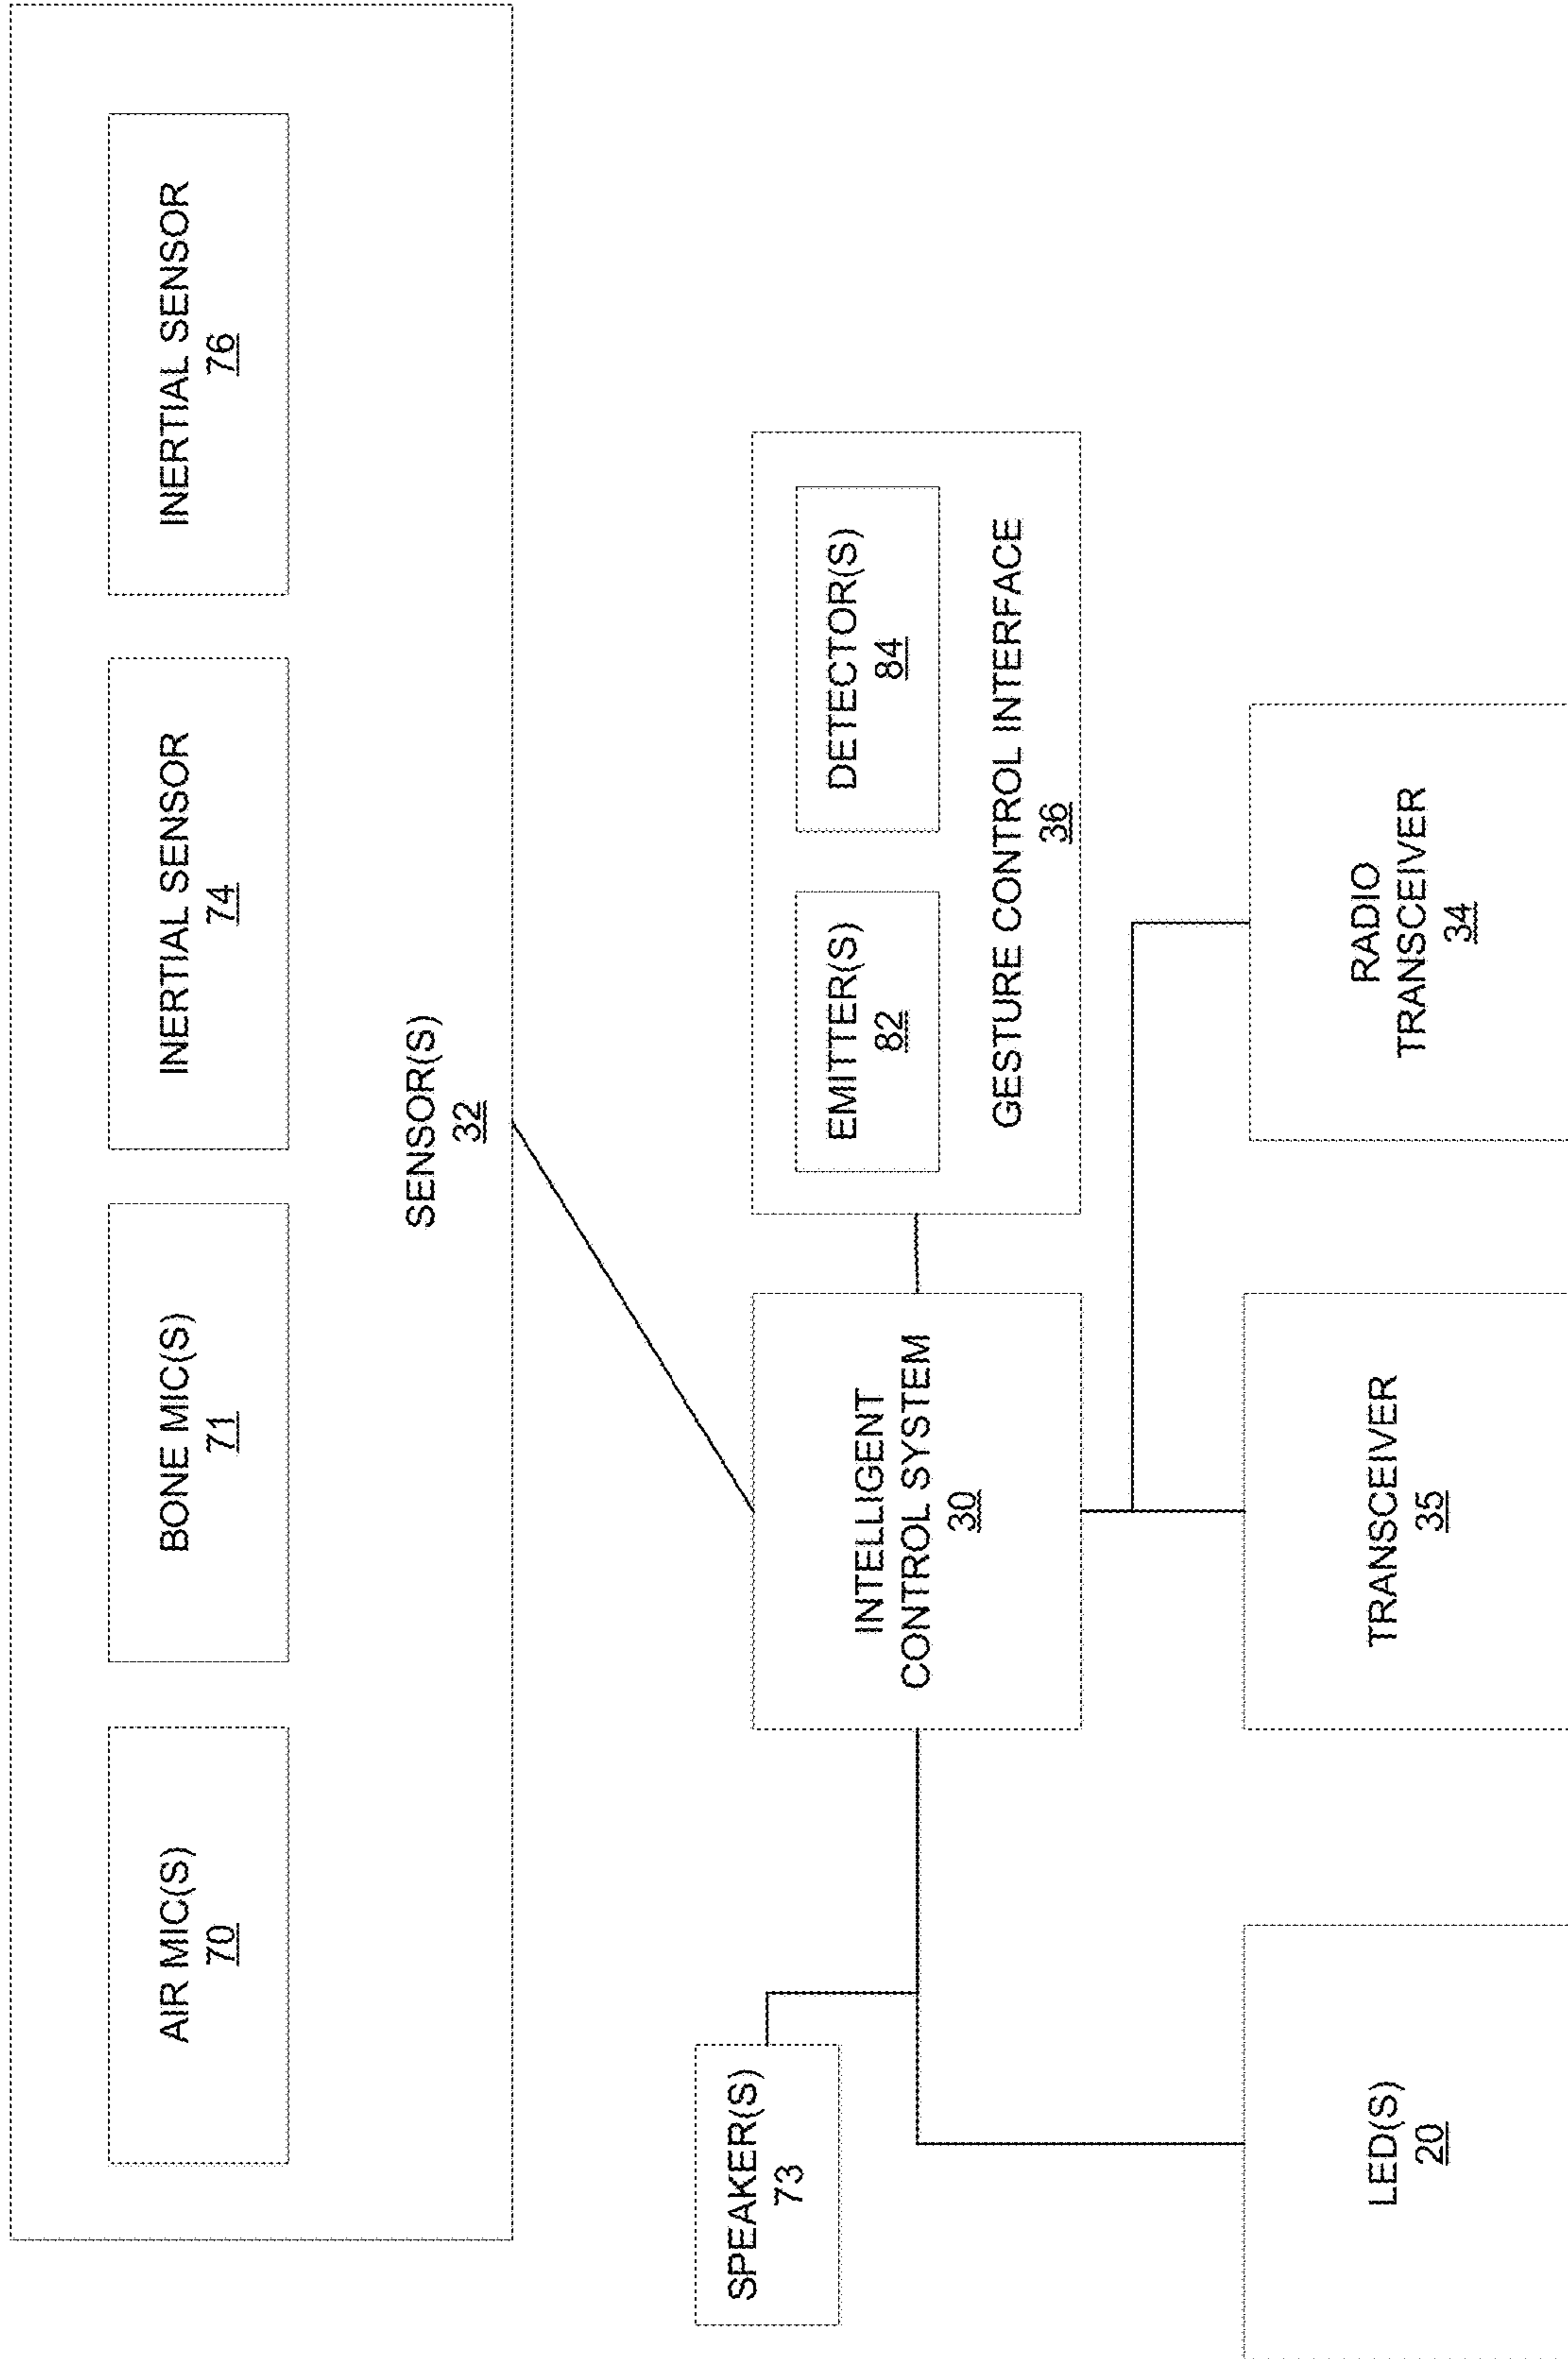 AIR MIC(S)
70
BONE MIC(S)
71
INERTIAL SENSOR
74
INERTIAL SENSOR
76
SENSOR(S)
32
SPEAKER(S)
73
INTELLIGENT
CONTROL SYSTEM
30
EMITTER(S)
82
DETECTOR(S)
84
GESTURE CONTROL INTERFACE
36
LED(S)
20
TRANSCEIVER
35
RADIO
TRANSCEIVER
34